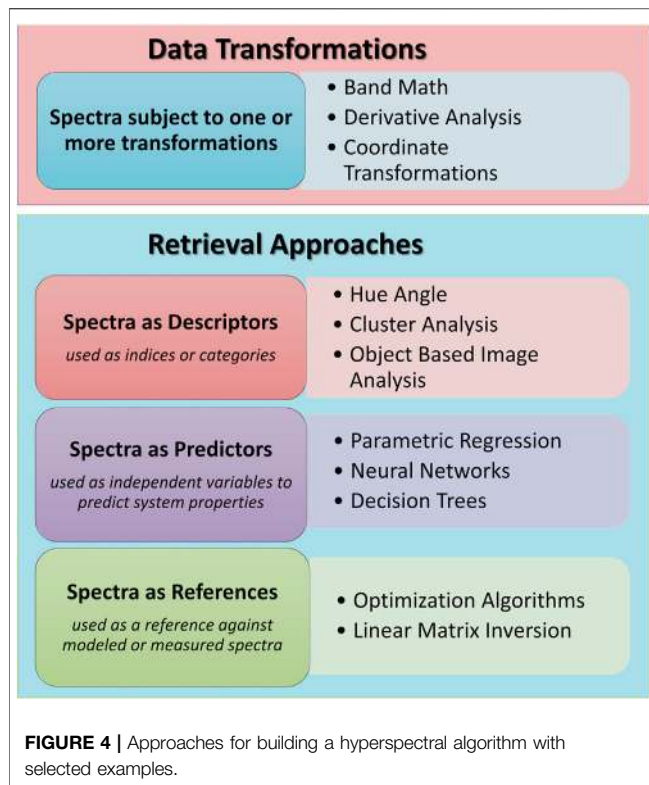 Data Transformations
Spectra subject to one or
more transformations
• Band Math
• Derivative Analysis
• Coordinate
Transformations
Retrieval Approaches
Spectra as Descriptors
used as indices or categories
• Hue Angle
• Cluster Analysis
• Object Based Image
Analysis
Spectra as Predictors
used as independent variables to
predict system properties
• Parametric Regression
• Neural Networks
• Decision Trees
Spectra as References
used as a reference against
modeled or measured spectra
• Optimization Algorithms
• Linear Matrix Inversion
FIGURE 4 | Approaches for building a hyperspectral algorithm with
selected examples.